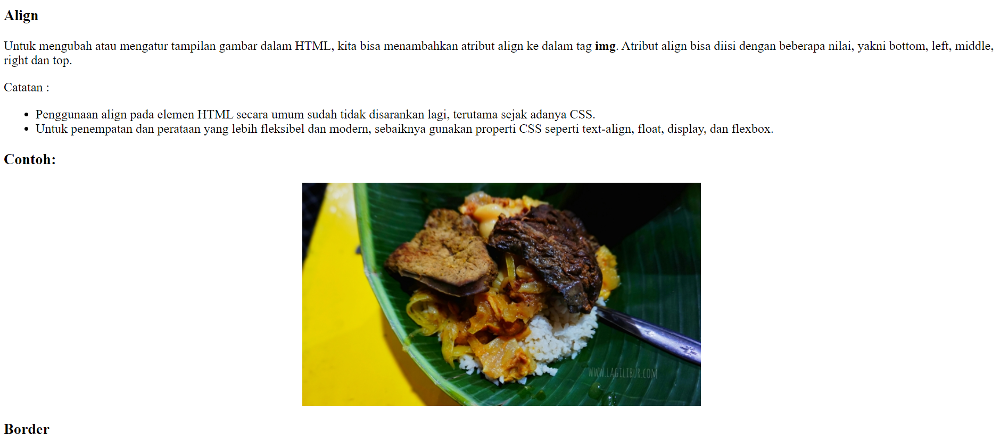 Align
Untuk mengubah atau mengatur tampilan gambar dalam HTML, kita bisa menambahkan atribut align ke dalam tag img. Atribut align bisa diisi dengan beberapa nilai, yakni bottom, left, middle,
right dan top.
Catatan :
• Penggunaan align pada elemen HTML secara umum sudah tidak disarankan lagi, terutama sejak adanya CSS.
• Untuk penempatan dan perataan yang lebih fleksibel dan modern, sebaiknya gunakan properti CSS seperti text-align, float, display, dan flexbox.
Contoh:
WWW.LAGILIBUR.COM
Border